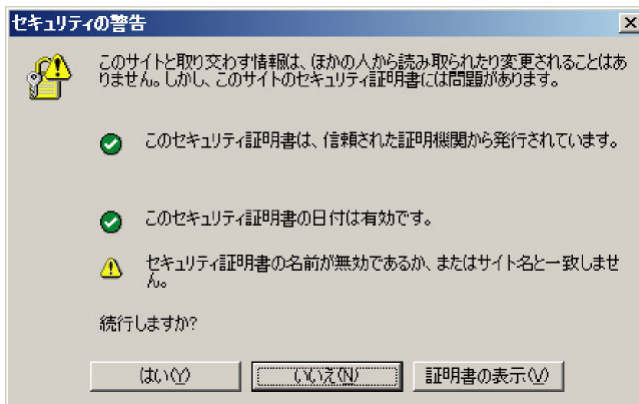 セキュリティの警告
このサイトと取り交わす情報は、ほかの人から読み取られたり変更されることはあ
りません。しかし、このサイトのセキュリティ証明書には問題があります。
このセキュリティ証明書は、信頼された証明機関から発行されています。
このセキュリティ証明書の日付は有効です。
セキュリティ証明書の名前が無効であるか、またはサイト名と一致しませ
ん。
続行しますか?
はい(Y) いいえ(N) 証明書の表示(V)